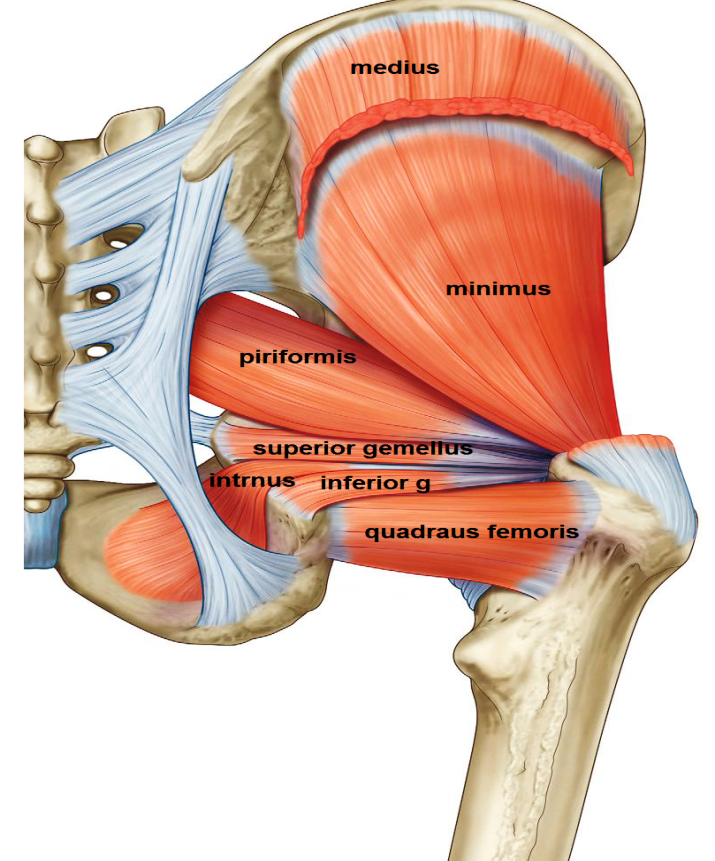 medius
minimus
piriformis
superior gemellus
intrnus
inferior g
quadraus femoris